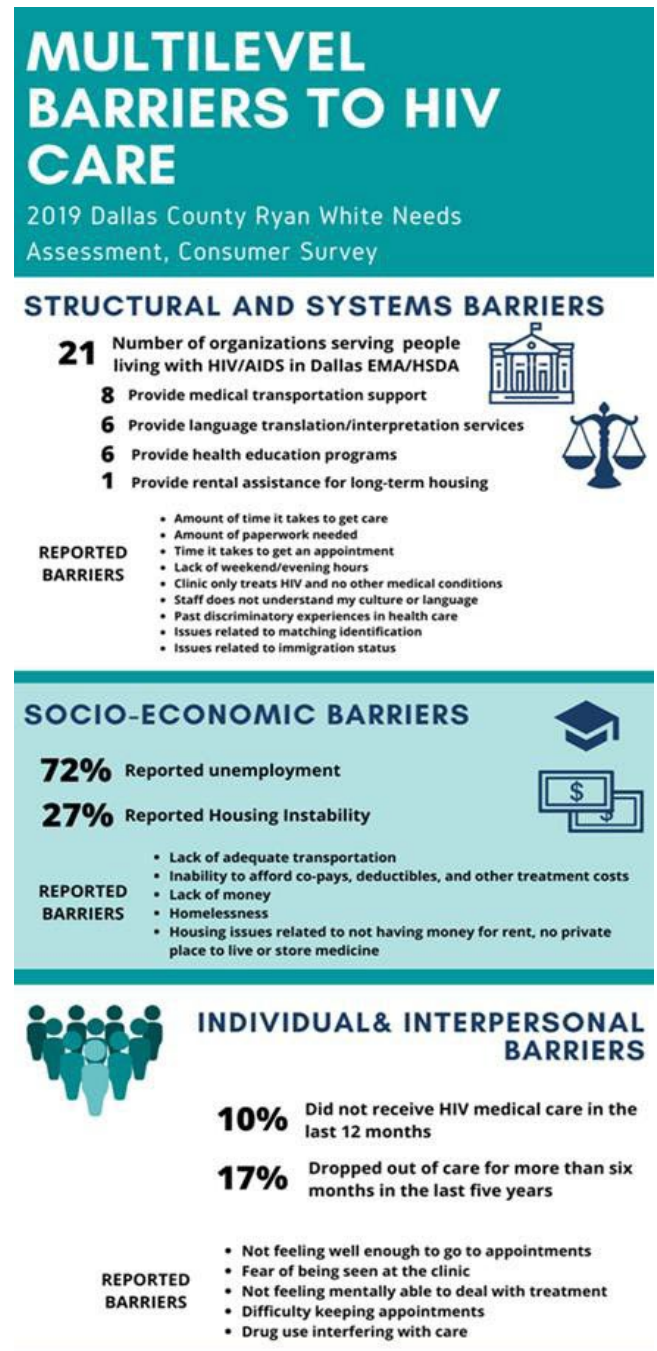 MULTILEVEL
BARRIERS TO HIV
CARE
2019 Dallas County Ryan White Needs
Assessment, Consumer Survey
STRUCTURAL AND SYSTEMS BARRIERS
21 Number of organizations serving people
living with HIV/AIDS in Dallas EMA/HSDA
8 Provide medical transportation support
6 Provide language translation/interpretation services
6 Provide health education programs
1 Provide rental assistance for long-term housing
REPORTED
BARRIERS
• Amount of time it takes to get care
• Amount of paperwork needed
• Time it takes to get an appointment
• Lack of weekend/evening hours
• Clinic only treats HIV and no other medical conditions
• Staff does not understand my culture or language
• Past discriminatory experiences in health care
• Issues related to matching identification
• Issues related to immigration status
SOCIO-ECONOMIC BARRIERS
72% Reported unemployment
27% Reported Housing Instability
$
$
REPORTED
BARRIERS
• Lack of adequate transportation
• Inability to afford co-pays, deductibles, and other treatment costs
• Lack of money
• Homelessness
• Housing issues related to not having money for rent, no private
place to live or store medicine
INDIVIDUAL& INTERPERSONAL
BARRIERS
10% Did not receive HIV medical care in the
last 12 months
17% Dropped out of care for more than six
months in the last five years
REPORTED
BARRIERS
• Not feeling well enough to go to appointments
• Fear of being seen at the clinic
• Not feeling mentally able to deal with treatment
• Difficulty keeping appointments
• Drug use interfering with care